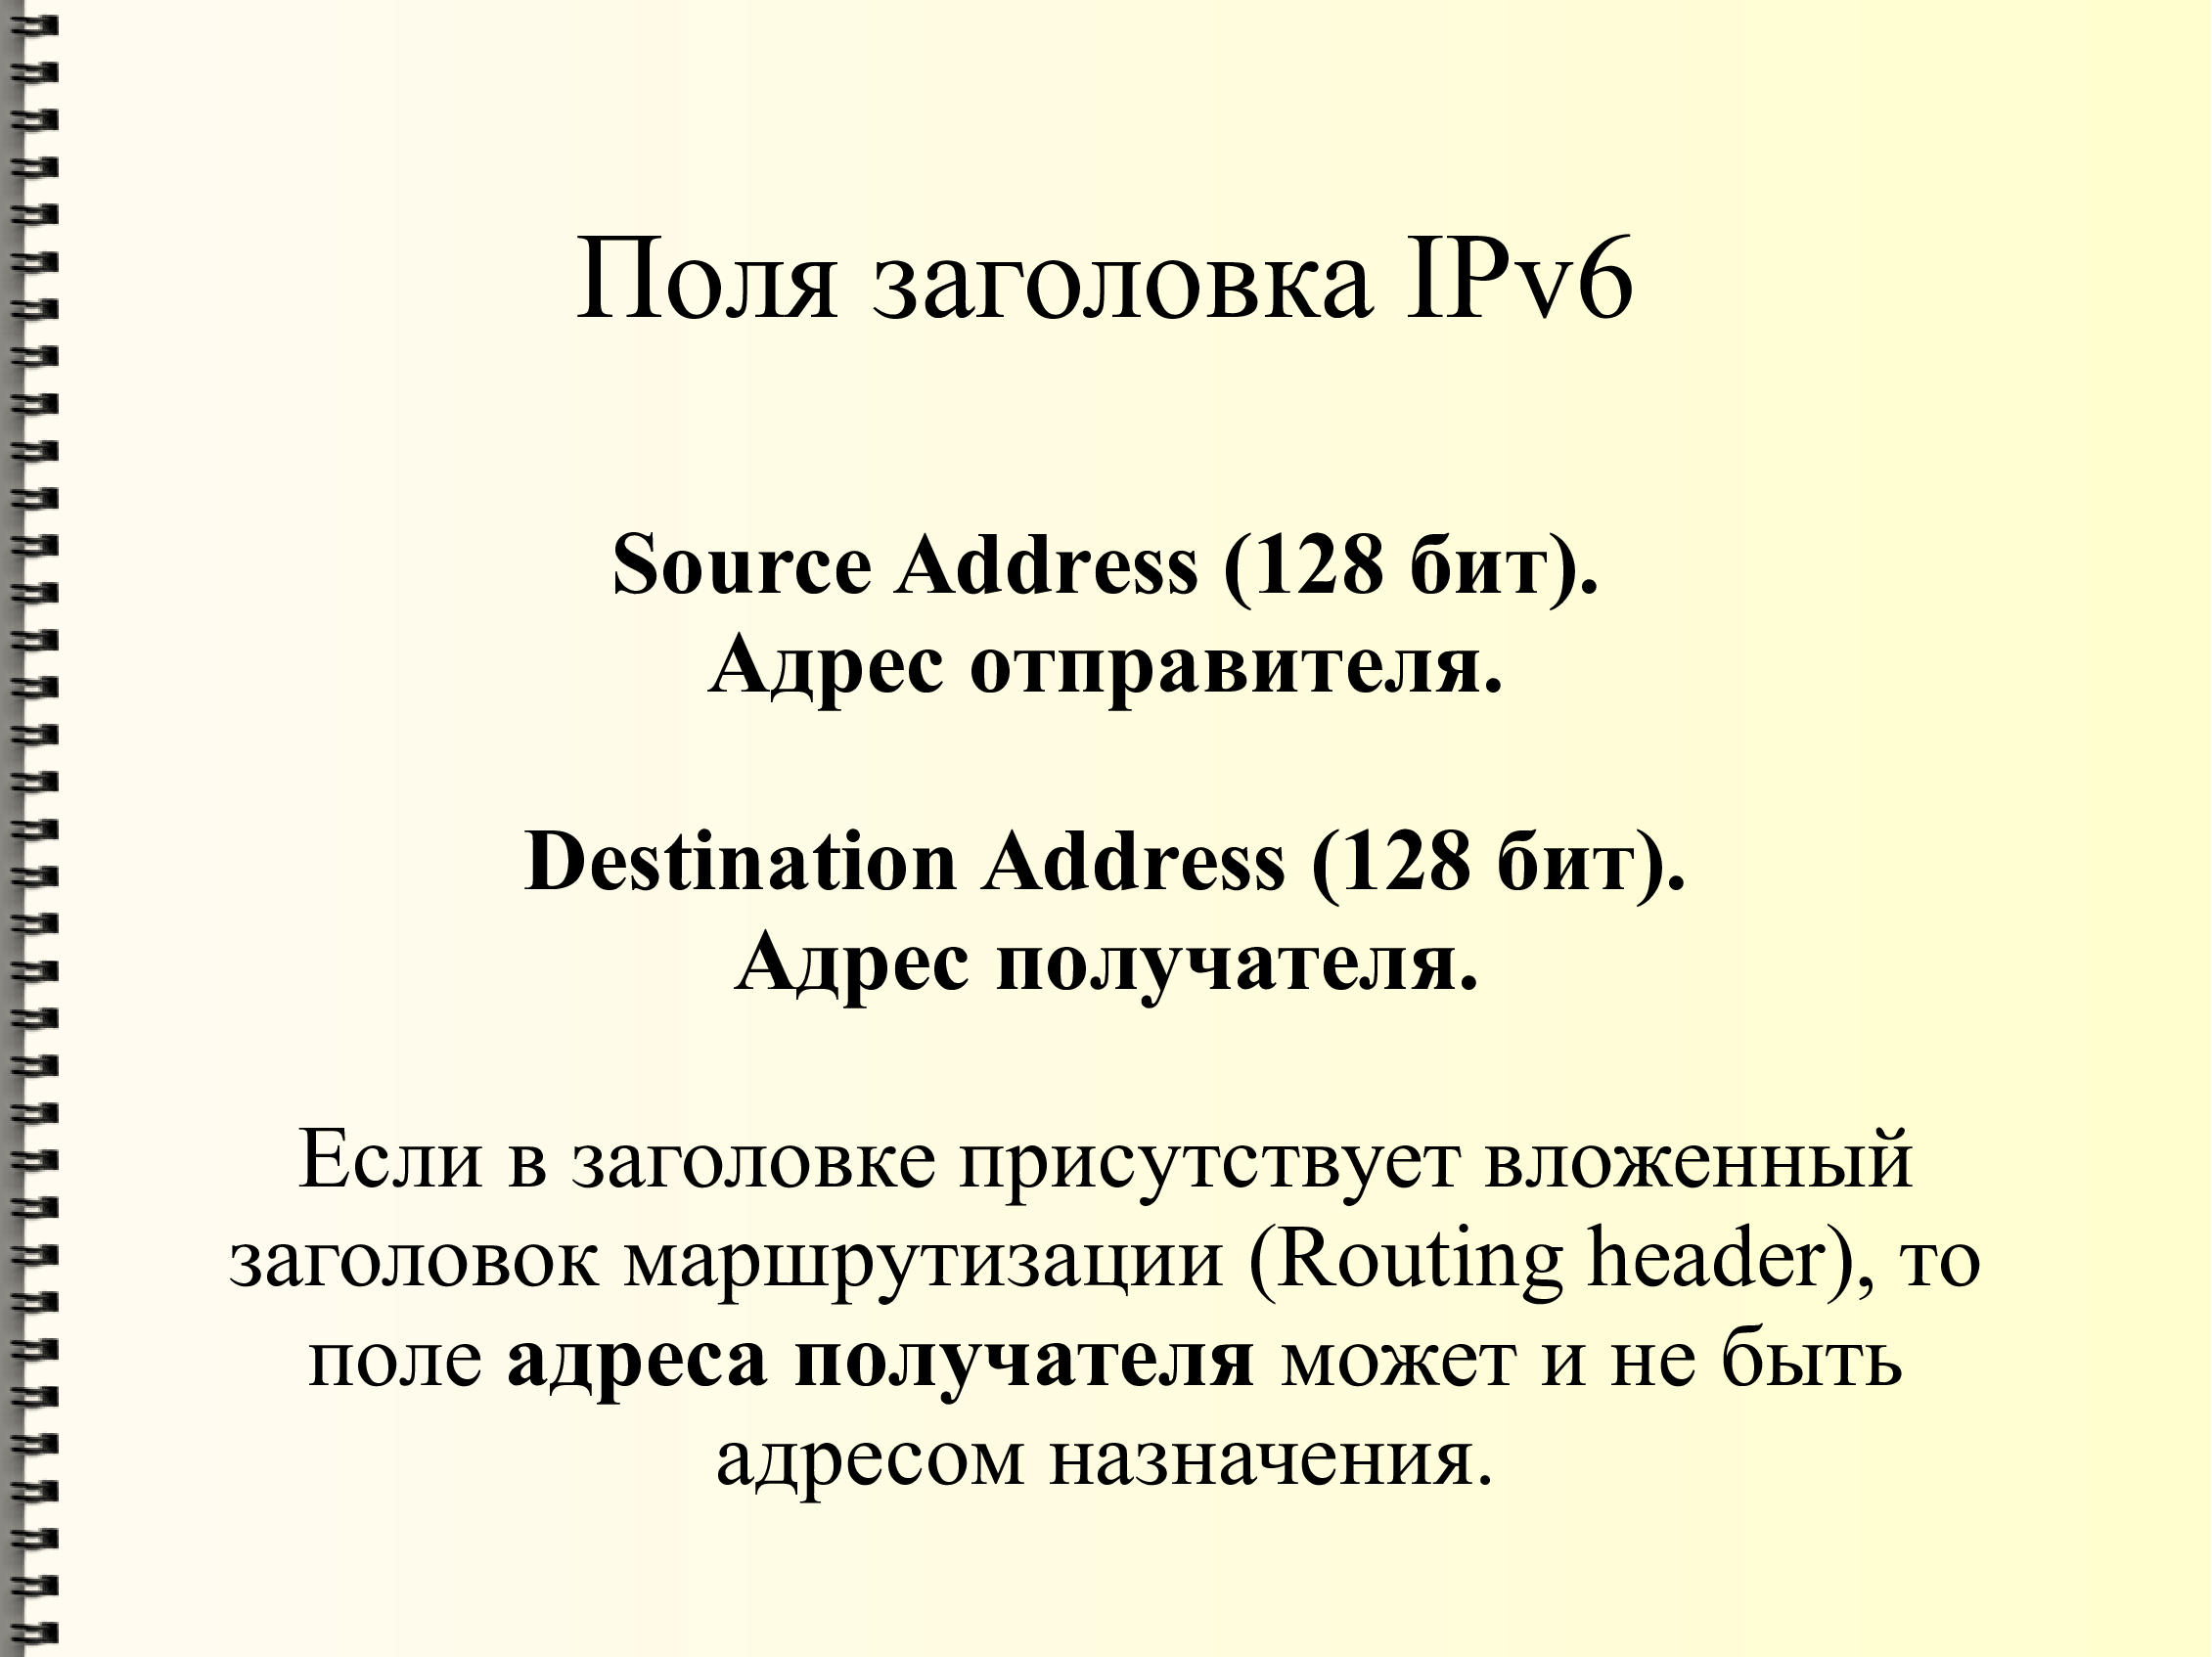 Поля заголовка IPv6
Source Address (128 бит).
Адрес отправителя.
Destination Address (128 бит).
Адрес получателя.
Если в заголовке присутствует вложенный
заголовок маршрутизации (Routing header), то
поле адреса получателя может и не быть
адресом назначения.